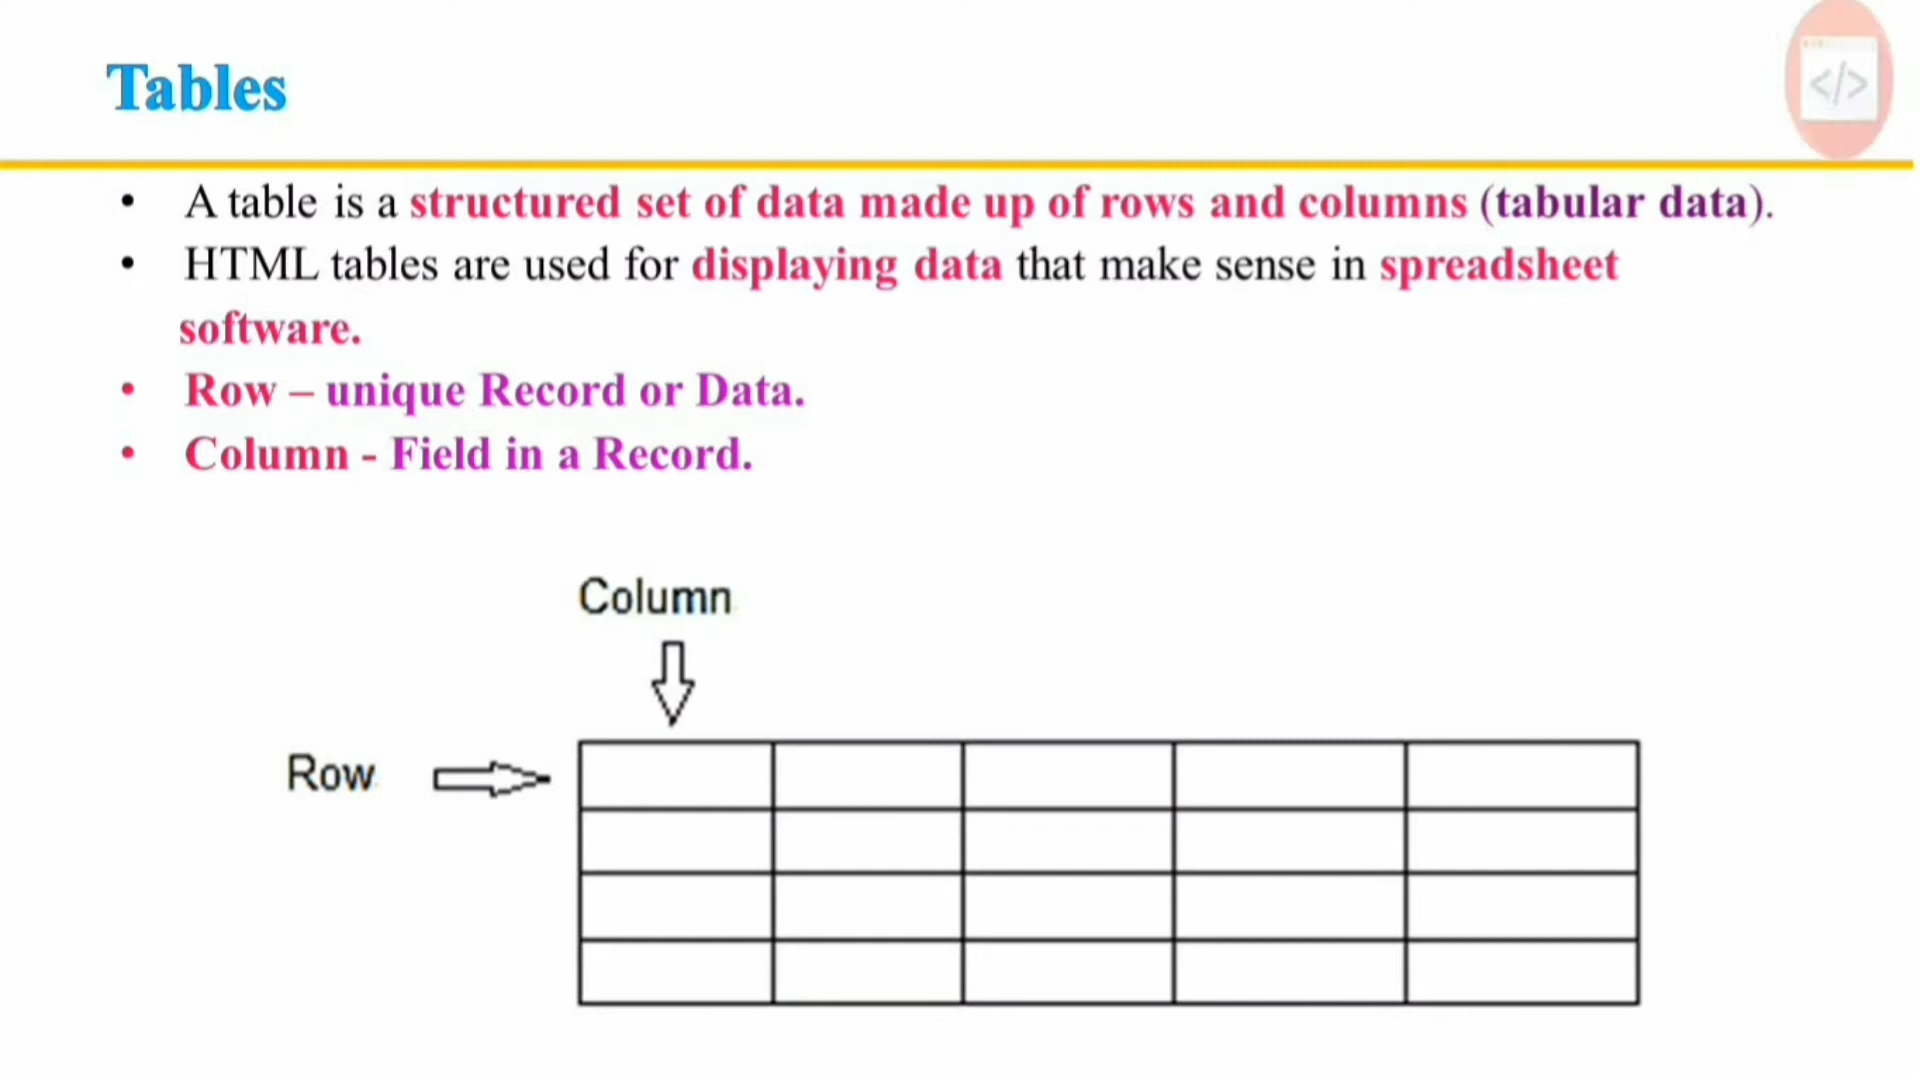 Tables
</>
• A table is a structured set of data made up of rows and columns (tabular data).
• HTML tables are used for displaying data that make sense in spreadsheet
software.
• Row – unique Record or Data.
• Column - Field in a Record.
Column
Row